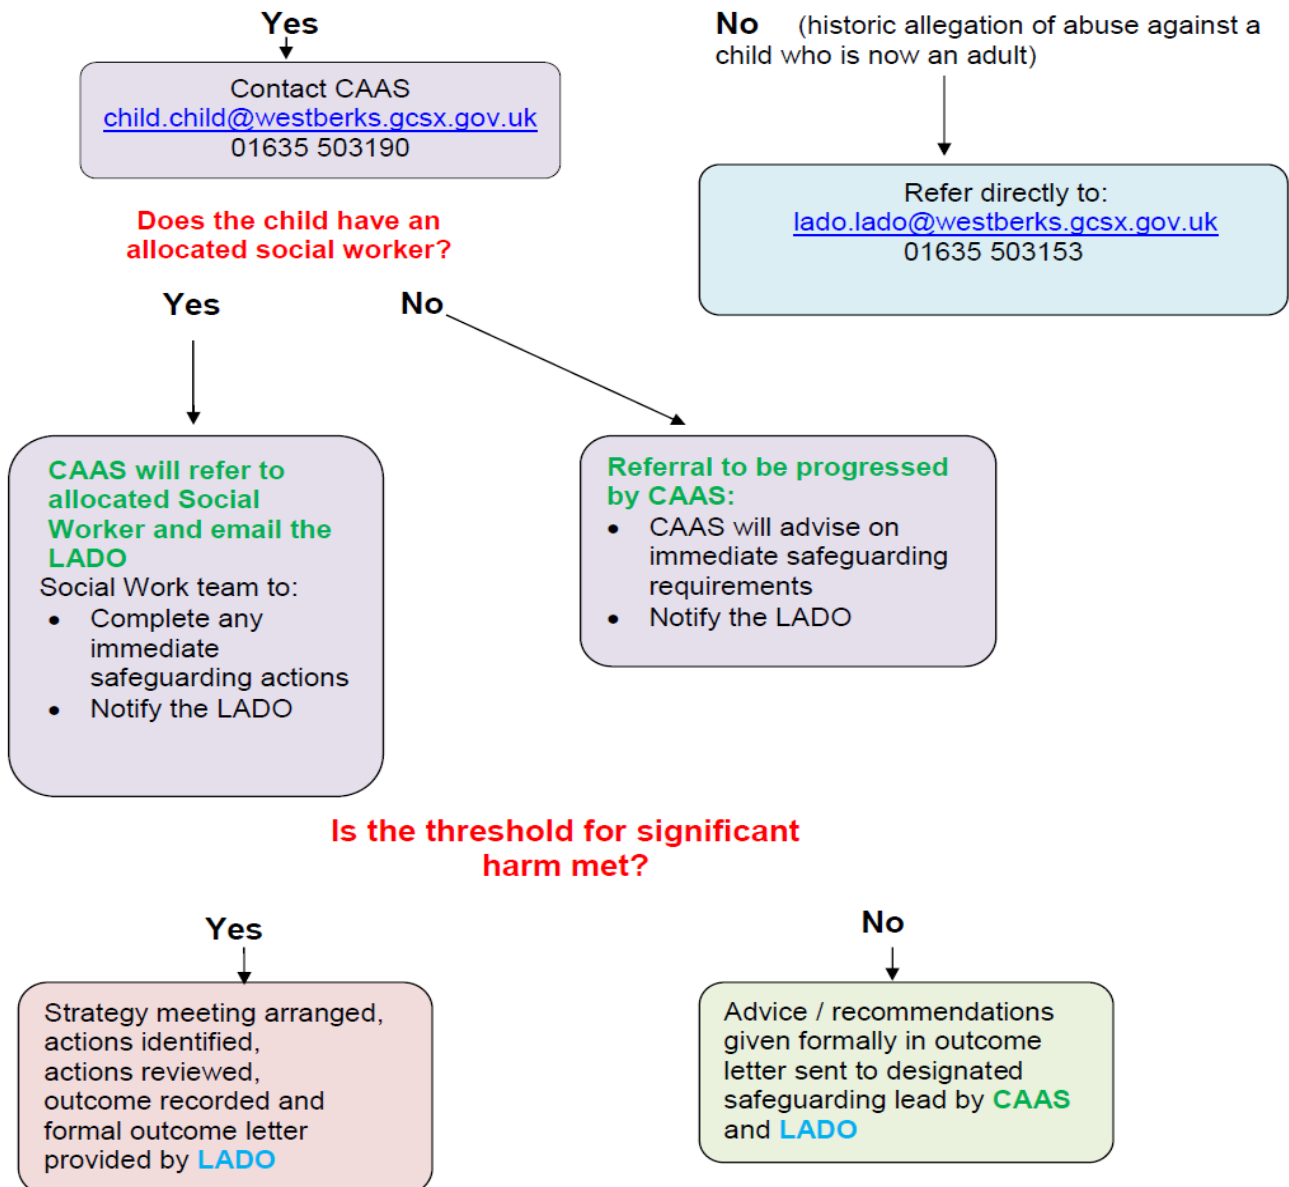 Yes
No (historic allegation of abuse against a
child who is now an adult)
Contact CAAS
child.child@westberks.gcsx.gov.uk
01635 503190
Refer directly to:
lado.lado@westberks.gcsx.gov.uk
01635 503153
Does the child have an
allocated social worker?
Yes
No
CAAS will refer to
allocated Social
Worker and email the
LADO
Social Work team to:
• Complete any
immediate
safeguarding actions
• Notify the LADO
Referral to be progressed
by CAAS:
• CAAS will advise on
immediate safeguarding
requirements
• Notify the LADO
Is the threshold for significant
harm met?
Yes
No
Strategy meeting arranged,
actions identified,
actions reviewed,
outcome recorded and
formal outcome letter
provided by LADO
Advice / recommendations
given formally in outcome
letter sent to designated
safeguarding lead by CAAS
and LADO